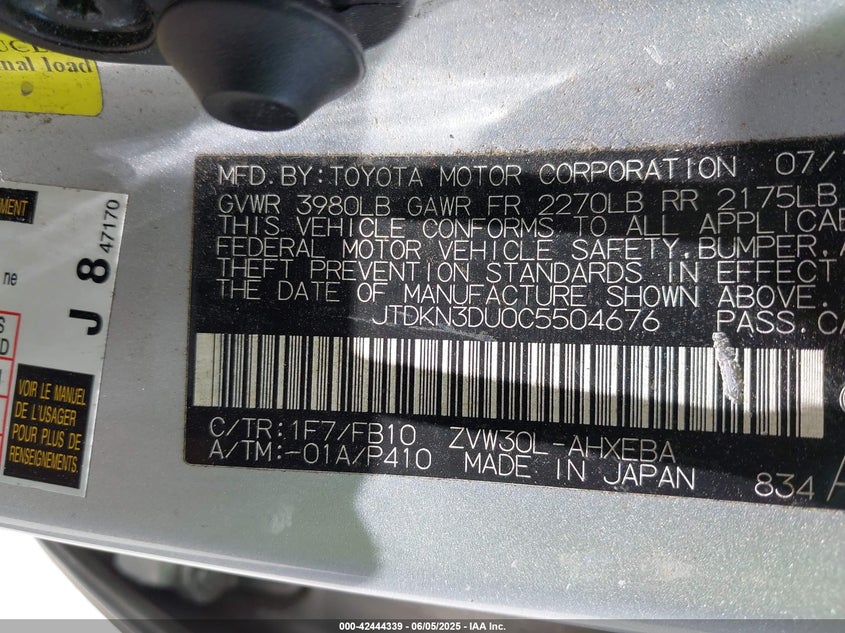 nal load
MFD. BY: TOYOTA MOTOR CORPORATION 07/
GVWR 3980LB GAWR FR 2270LB RR 2175LB
THIS VEHICLE CONFORMS TO ALL APPLICAB
FEDERAL MOTOR VEHICLE SAFETY, BUMPER, A
THEFT PREVENTION STANDARDS IN EFFECT
THE DATE OF MANUFACTURE SHOWN ABOVE.
JTDKN3DU0C5504676 PASS. CA
C/TR: 1F7/FB10 ZVW30L-AHXEBA
A/TM: -01A/P410 MADE IN JAPAN
834 A
EMENT
J 8 47170
ne
S
D
VOIR LE MANUEL
DE L'USAGER
POUR PLUS DE
RENSEIGNEMENTS.
000-42444339 - 06/05/2025 - IAA Inc.